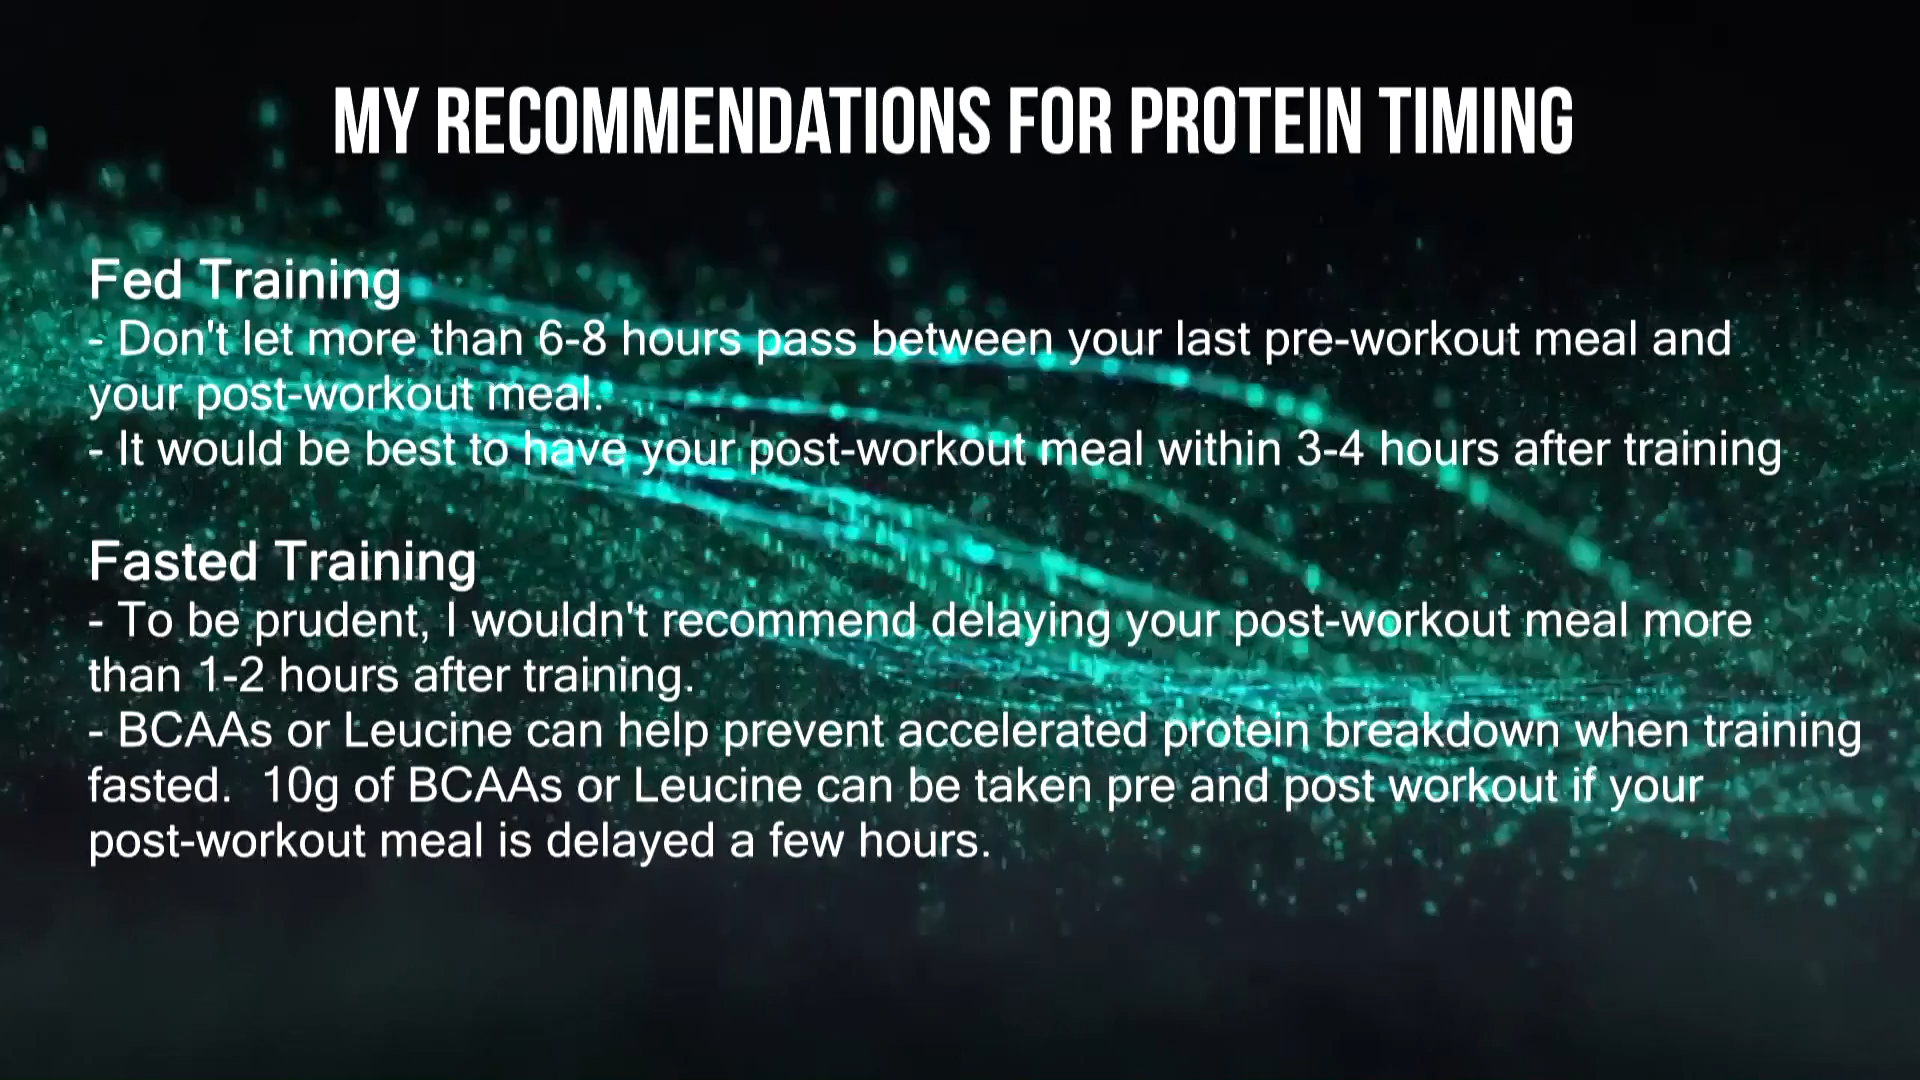 MY RECOMMENDATIONS FOR PROTEIN TIMING
Fed Training
- Don't let more than 6-8 hours pass between your last pre-workout meal and
your post-workout meal.
- It would be best to have your post-workout meal within 3-4 hours after training
Fasted Training
- To be prudent, I wouldn't recommend delaying your post-workout meal more
than 1-2 hours after training.
- BCAAs or Leucine can help prevent accelerated protein breakdown when training
fasted.  10g of BCAAs or Leucine can be taken pre and post workout if your
post-workout meal is delayed a few hours.